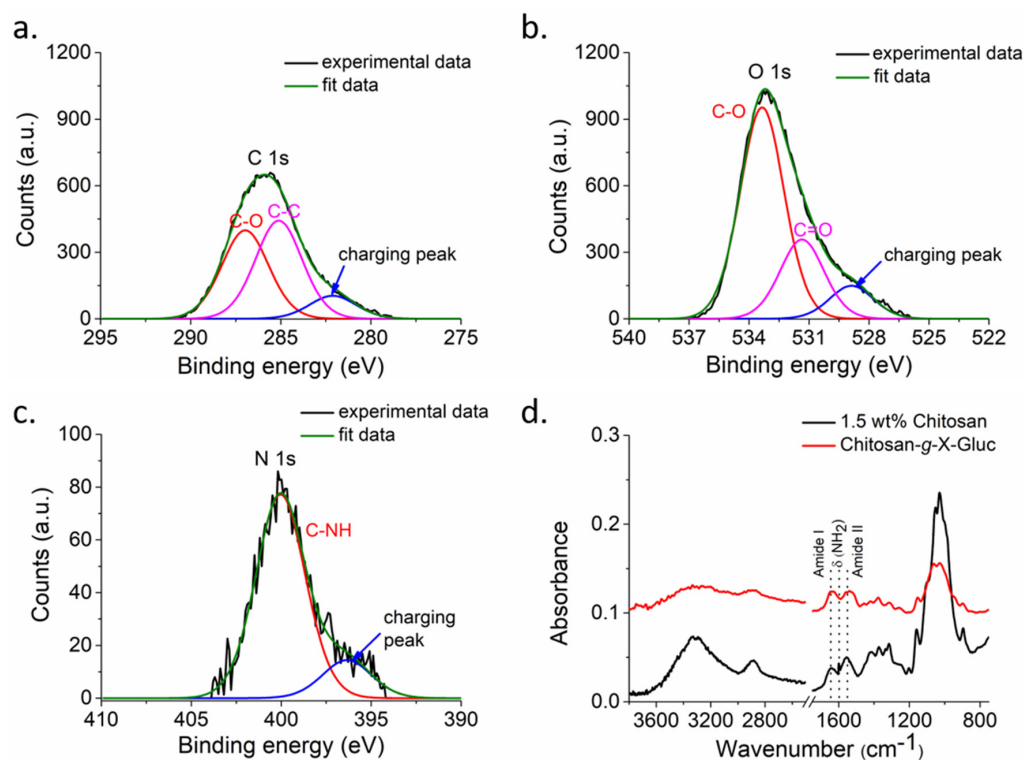 a.
1200
900
600
300
0
Counts (a.u.)
experimental data
fit data
C 1s
C-O
C-C
charging peak
295 290 285 280 275
Binding energy (eV)
b.
1200
900
600
300
0
Counts (a.u.)
experimental data
fit data
O 1s
C-O
C=O
charging peak
540 537 534 531 528 525 522
Binding energy (eV)
c.
100
80
60
40
20
0
Counts (a.u.)
experimental data
fit data
N 1s
C-NH
charging
peak
410 405 400 395 390
Binding energy (eV)
d.
0.3
0.2
0.1
0.0
Absorbance
1.5 wt% Chitosan
Chitosan-g-X-Gluc
Amide I
δ (NH2)
Amide II
3600 3200 2800 1600 1200 800
Wavenumber (cm-1)